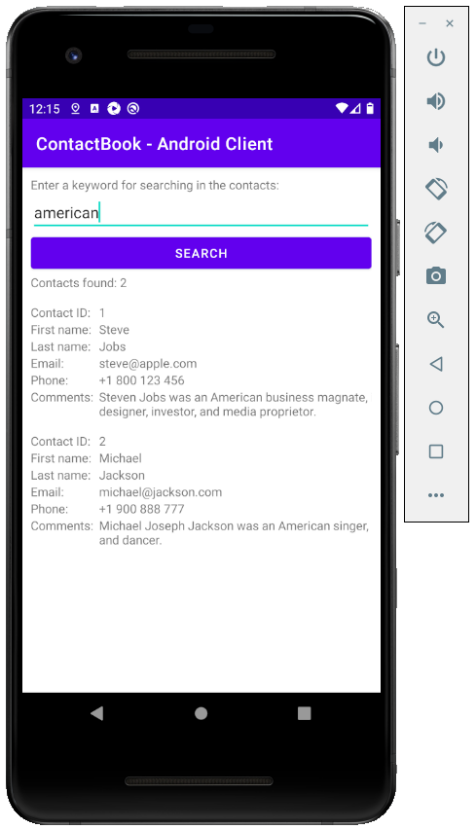 12:15
ContactBook - Android Client
Enter a keyword for searching in the contacts:
american
SEARCH
Contacts found: 2
Contact ID: 1
First name: Steve
Last name: Jobs
Email: steve@apple.com
Phone: +1 800 123 456
Comments: Steven Jobs was an American business magnate,
designer, investor, and media proprietor.
Contact ID: 2
First name: Michael
Last name: Jackson
Email: michael@jackson.com
Phone: +1 900 888 777
Comments: Michael Joseph Jackson was an American singer,
and dancer.